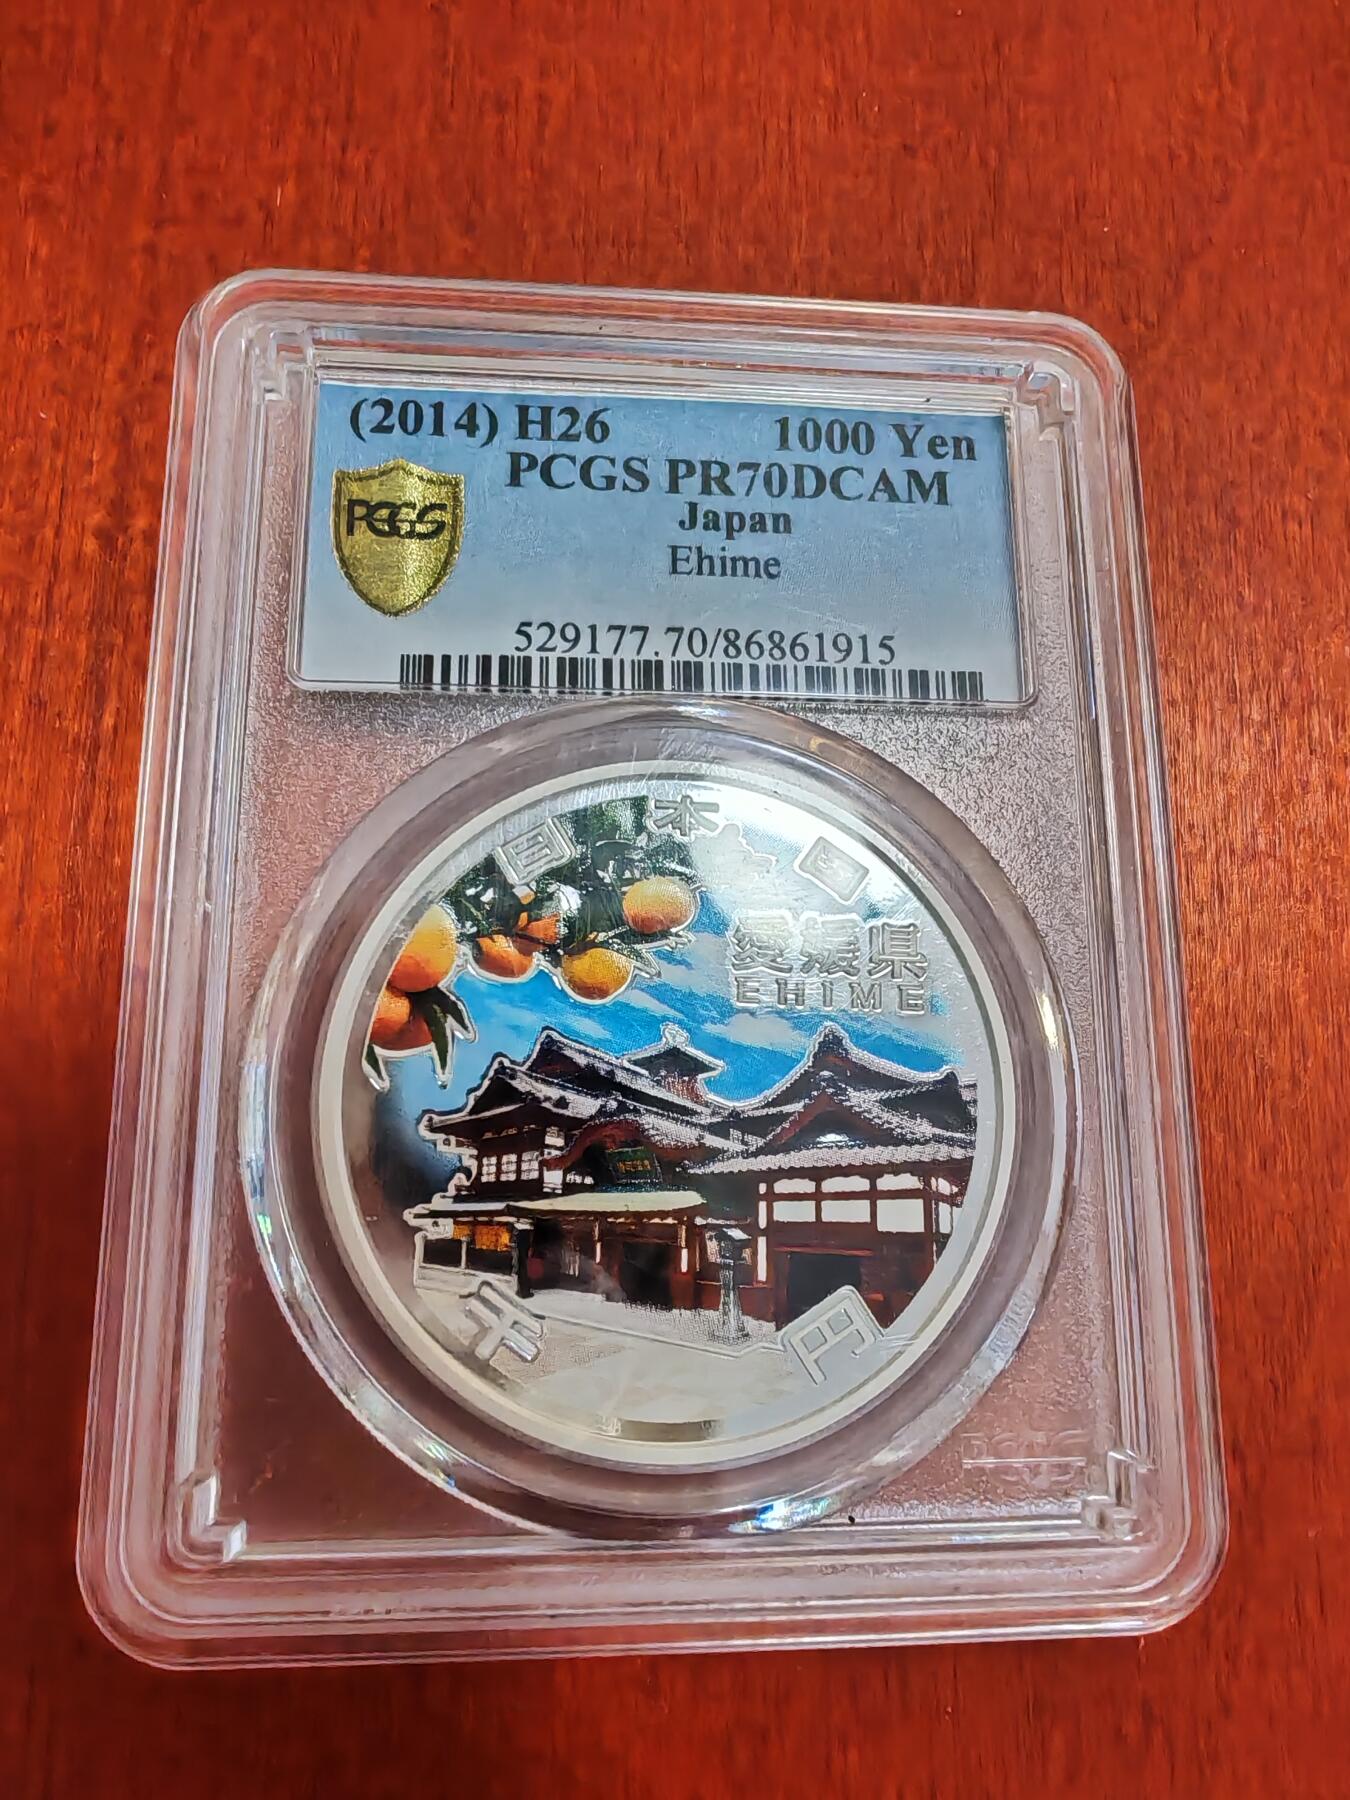 (2014) H26 1000 Yen
PCGS PR70DCAM
PCGS
Japan
Ehime
529177.70/86861915
日本国
愛媛県
EHIME
千円
PCGS